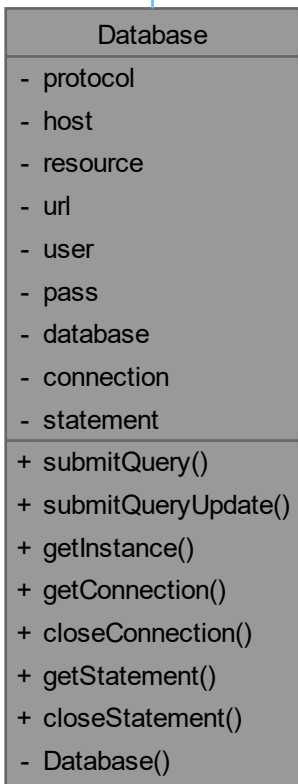 Database
- protocol
- host
- resource
- url
- user
- pass
- database
- connection
- statement
+ submitQuery()
+ submitQueryUpdate()
+ getInstance()
+ getConnection()
+ closeConnection()
+ getStatement()
+ closeStatement()
- Database()